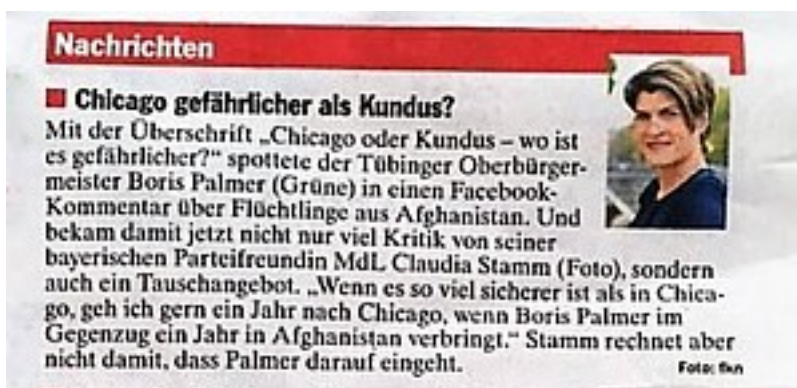 Nachrichten
Chicago gefährlicher als Kundus?
Mit der Überschrift „Chicago oder Kundus – wo ist
es gefährlicher?“ spottete der Tübinger Oberbürger-
meister Boris Palmer (Grüne) in einen Facebook-
Kommentar über Flüchtlinge aus Afghanistan. Und
bekam damit jetzt nicht nur viel Kritik von seiner
bayerischen Parteifreundin MdL Claudia Stamm (Foto), sondern
auch ein Tauschangebot. „Wenn es so viel sicherer ist als in Chica-
go, geh ich gern ein Jahr nach Chicago, wenn Boris Palmer im
Gegenzug ein Jahr in Afghanistan verbringt.“ Stamm rechnet aber
nicht damit, dass Palmer darauf eingeht.
Foto: fkn